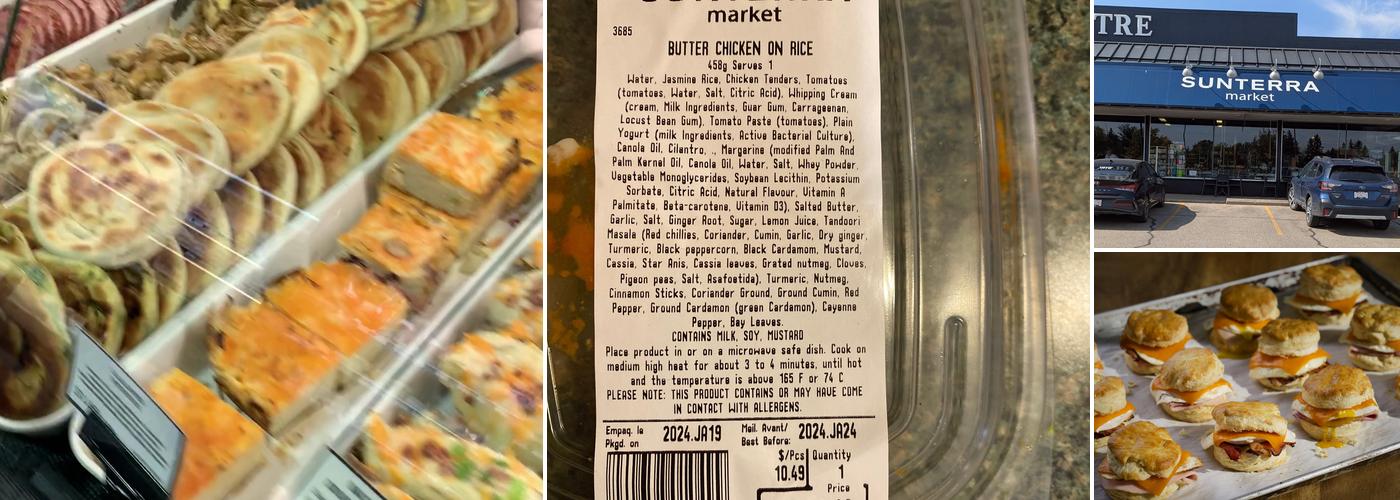 market
3685
BUTTER CHICKEN ON RICE
458g Serves 1
Water, Jasmine Rice, Chicken Tenders, Tomatoes
(tomatoes, Water, Salt, Citric Acid), Whipping Cream
(cream, Milk Ingredients, Guar Gum, Carrageenan,
Locust Bean Gum), Tomato Paste (tomatoes), Plain
Yogurt (milk Ingredients, Active Bacterial Culture),
Canola Oil, Cilantro, ., Margarine (modified Palm And
Palm Kernel Oil, Canola Oil, Water, Salt, Whey Powder,
Vegetable Monoglycerides, Soybean Lecithin, Potassium
Sorbate, Citric Acid, Natural Flavour, Vitamin A
Palmitate, Beta-carotene, Vitamin D3), Salted Butter,
Garlic, Salt, Ginger Root, Sugar, Lemon Juice, Tandoori
Masala (Red chillies, Coriander, Cumin, Garlic, Dry ginger,
Turmeric, Black peppercorn, Black Cardamom, Mustard,
Cassia, Star Anis, Cassia leaves, Grated nutmeg, Cloves,
Pigeon peas, Salt, Asafoetida), Turmeric, Nutmeg,
Cinnamon Sticks, Coriander Ground, Ground Cumin, Red
Pepper, Ground Cardamon (green Cardamon), Cayenne
Pepper, Bay Leaves.
CONTAINS MILK, SOY, MUSTARD
Place product in or on a microwave safe dish. Cook on
medium high heat for about 3 to 4 minutes, until hot
and the temperature is above 165 F or 74 C
PLEASE NOTE: THIS PRODUCT CONTAINS OR MAY HAVE COME
IN CONTACT WITH ALLERGENS.
Empaq. le
Pkgd. on
2024.JA19
Meil. Avant/
Best Before:
2024.JA24
$/Pcs
10.49
Quantity
1
Price
TRE
SUNTERRA
market